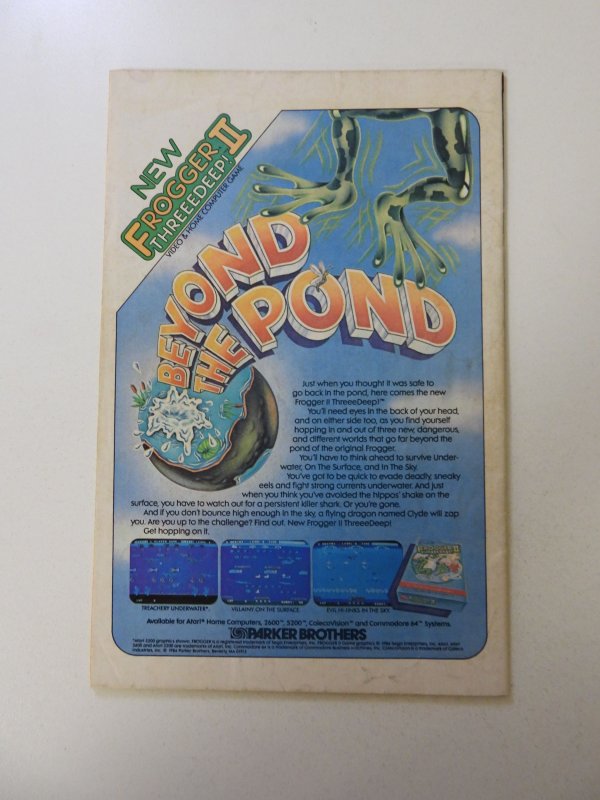 NEW
FROGGER II
THREEEDEEP!
VIDEO & HOME COMPUTER GAME
BEYOND
THE POND
Just when you thought it was safe to
go back in the pond, here comes the new
Frogger II ThreeeDeep!™
You'll need eyes in the back of your head,
and on either side too, as you find yourself
hopping in and out of three new, dangerous,
and different worlds that go far beyond the
pond of the original Frogger.
You'll have to think ahead to survive Under-
water, On The Surface, and In The Sky.
You've got to be quick to evade deadly, sneaky
eels and fight strong currents underwater. And just
when you think you've avoided the hippos' snake on the
surface, you have to watch out for a persistent killer shark. Or you're gone.
And if you don't bounce high enough in the sky, a flying dragon named Clyde will zap
you. Are you up to the challenge? Find out. New Frogger II ThreeeDeep!
Get hopping on it.
TREACHERY UNDERWATER*.
VILLAINY ON THE SURFACE.
EVIL HI-JINKS IN THE SKY.
FROGGER II
Available for Atari® Home Computers, 2600™, 5200™, ColecoVision™ and Commodore 64™ Systems.
PARKER BROTHERS